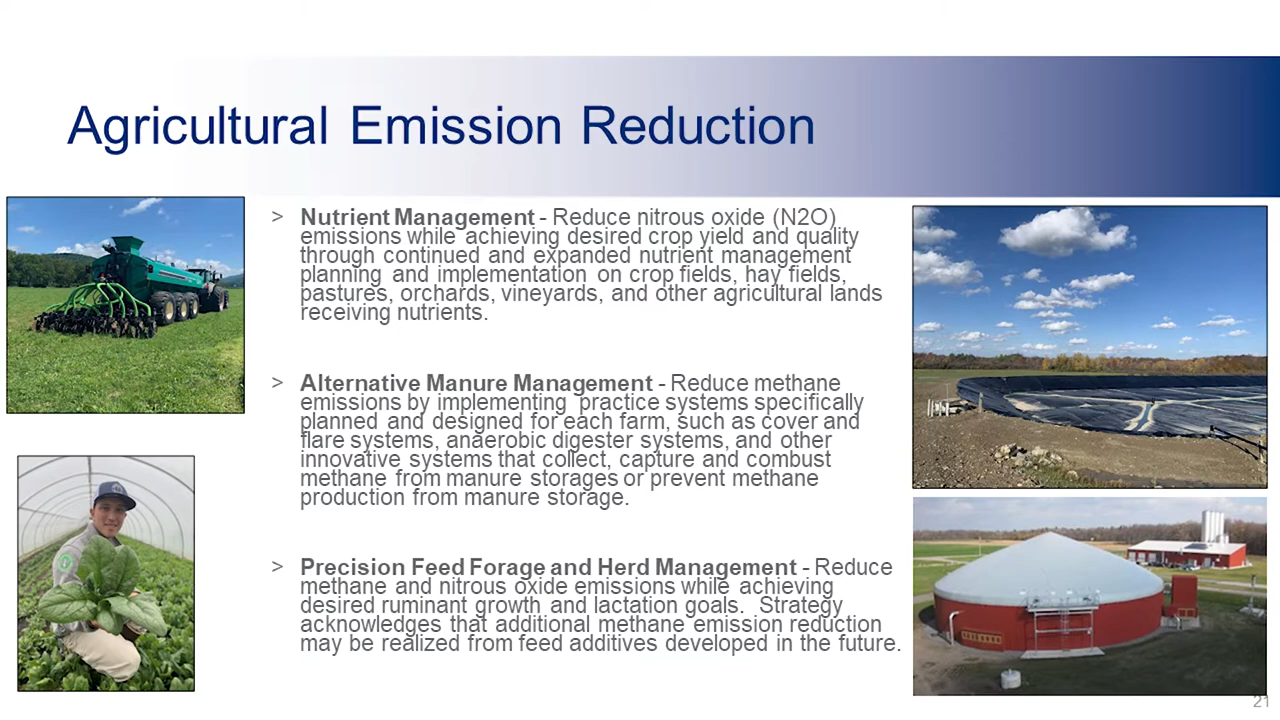 Agricultural Emission Reduction
> Nutrient Management - Reduce nitrous oxide (N2O)
emissions while achieving desired crop yield and quality
through continued and expanded nutrient management
planning and implementation on crop fields, hay fields,
pastures, orchards, vineyards, and other agricultural lands
receiving nutrients.
> Alternative Manure Management - Reduce methane
emissions by implementing practice systems specifically
planned and designed for each farm, such as cover and
flare systems, anaerobic digester systems, and other
innovative systems that collect, capture and combust
methane from manure storages or prevent methane
production from manure storage.
> Precision Feed Forage and Herd Management - Reduce
methane and nitrous oxide emissions while achieving
desired ruminant growth and lactation goals. Strategy
acknowledges that additional methane emission reduction
may be realized from feed additives developed in the future.
21